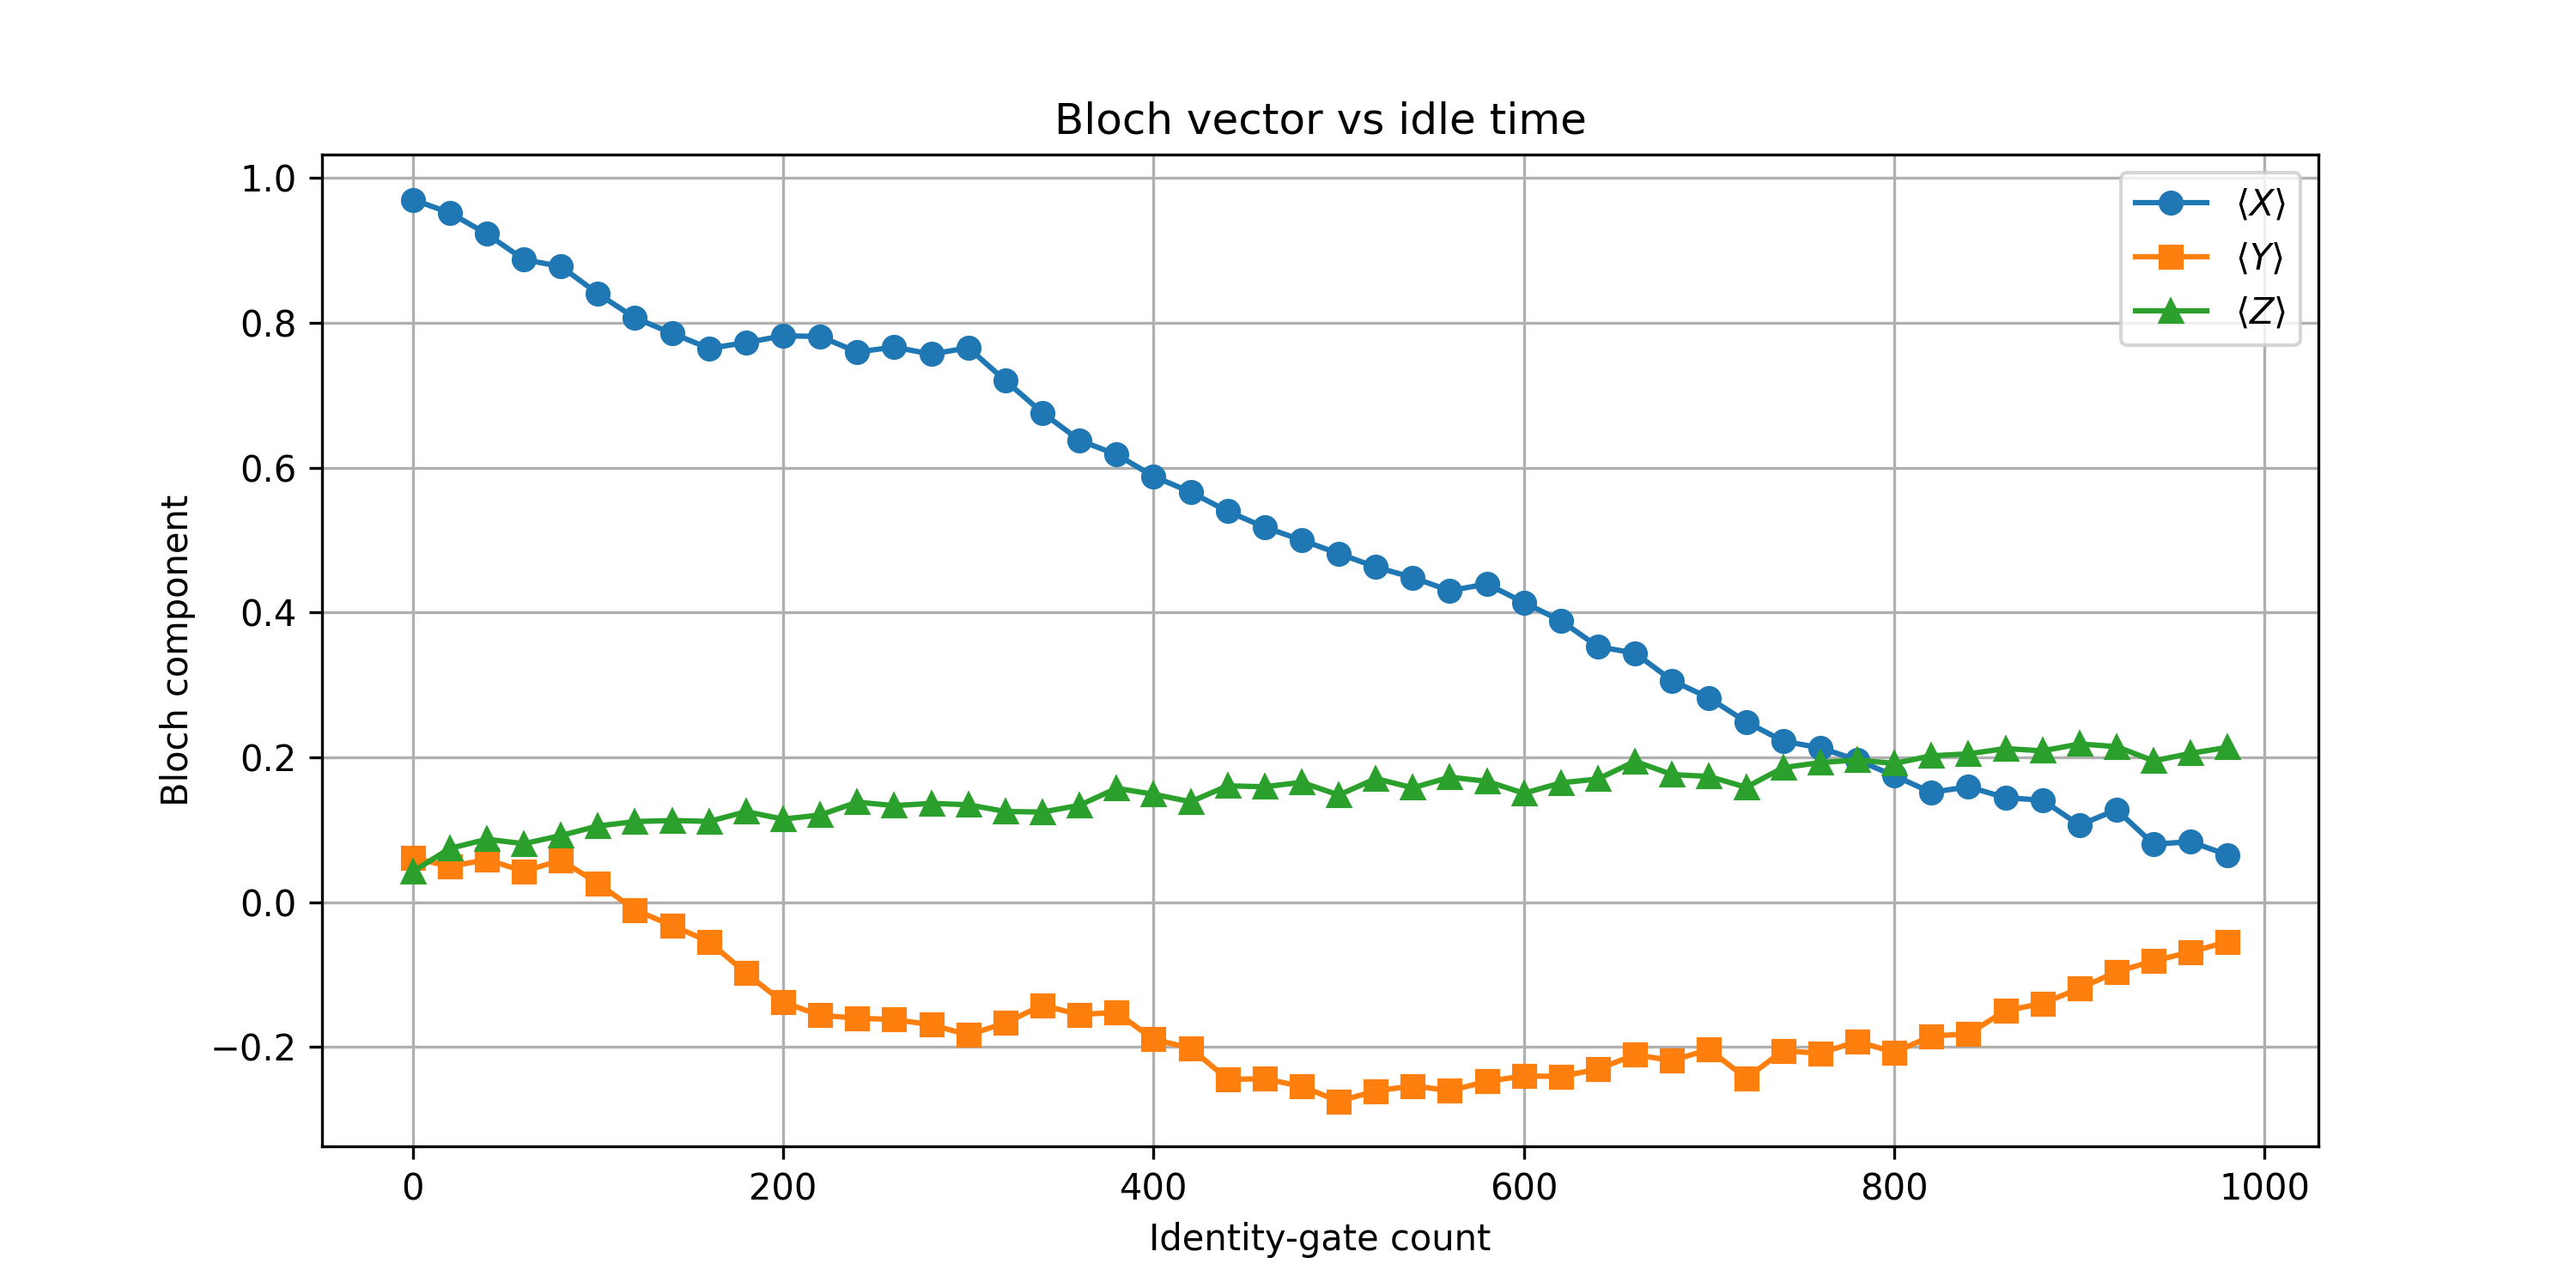 Bloch vector vs idle time
1.0
0.8
0.6
0.4
0.2
0.0
−0.2
Bloch component
⟨X⟩
⟨Y⟩
⟨Z⟩
0 200 400 600 800 1000
Identity-gate count